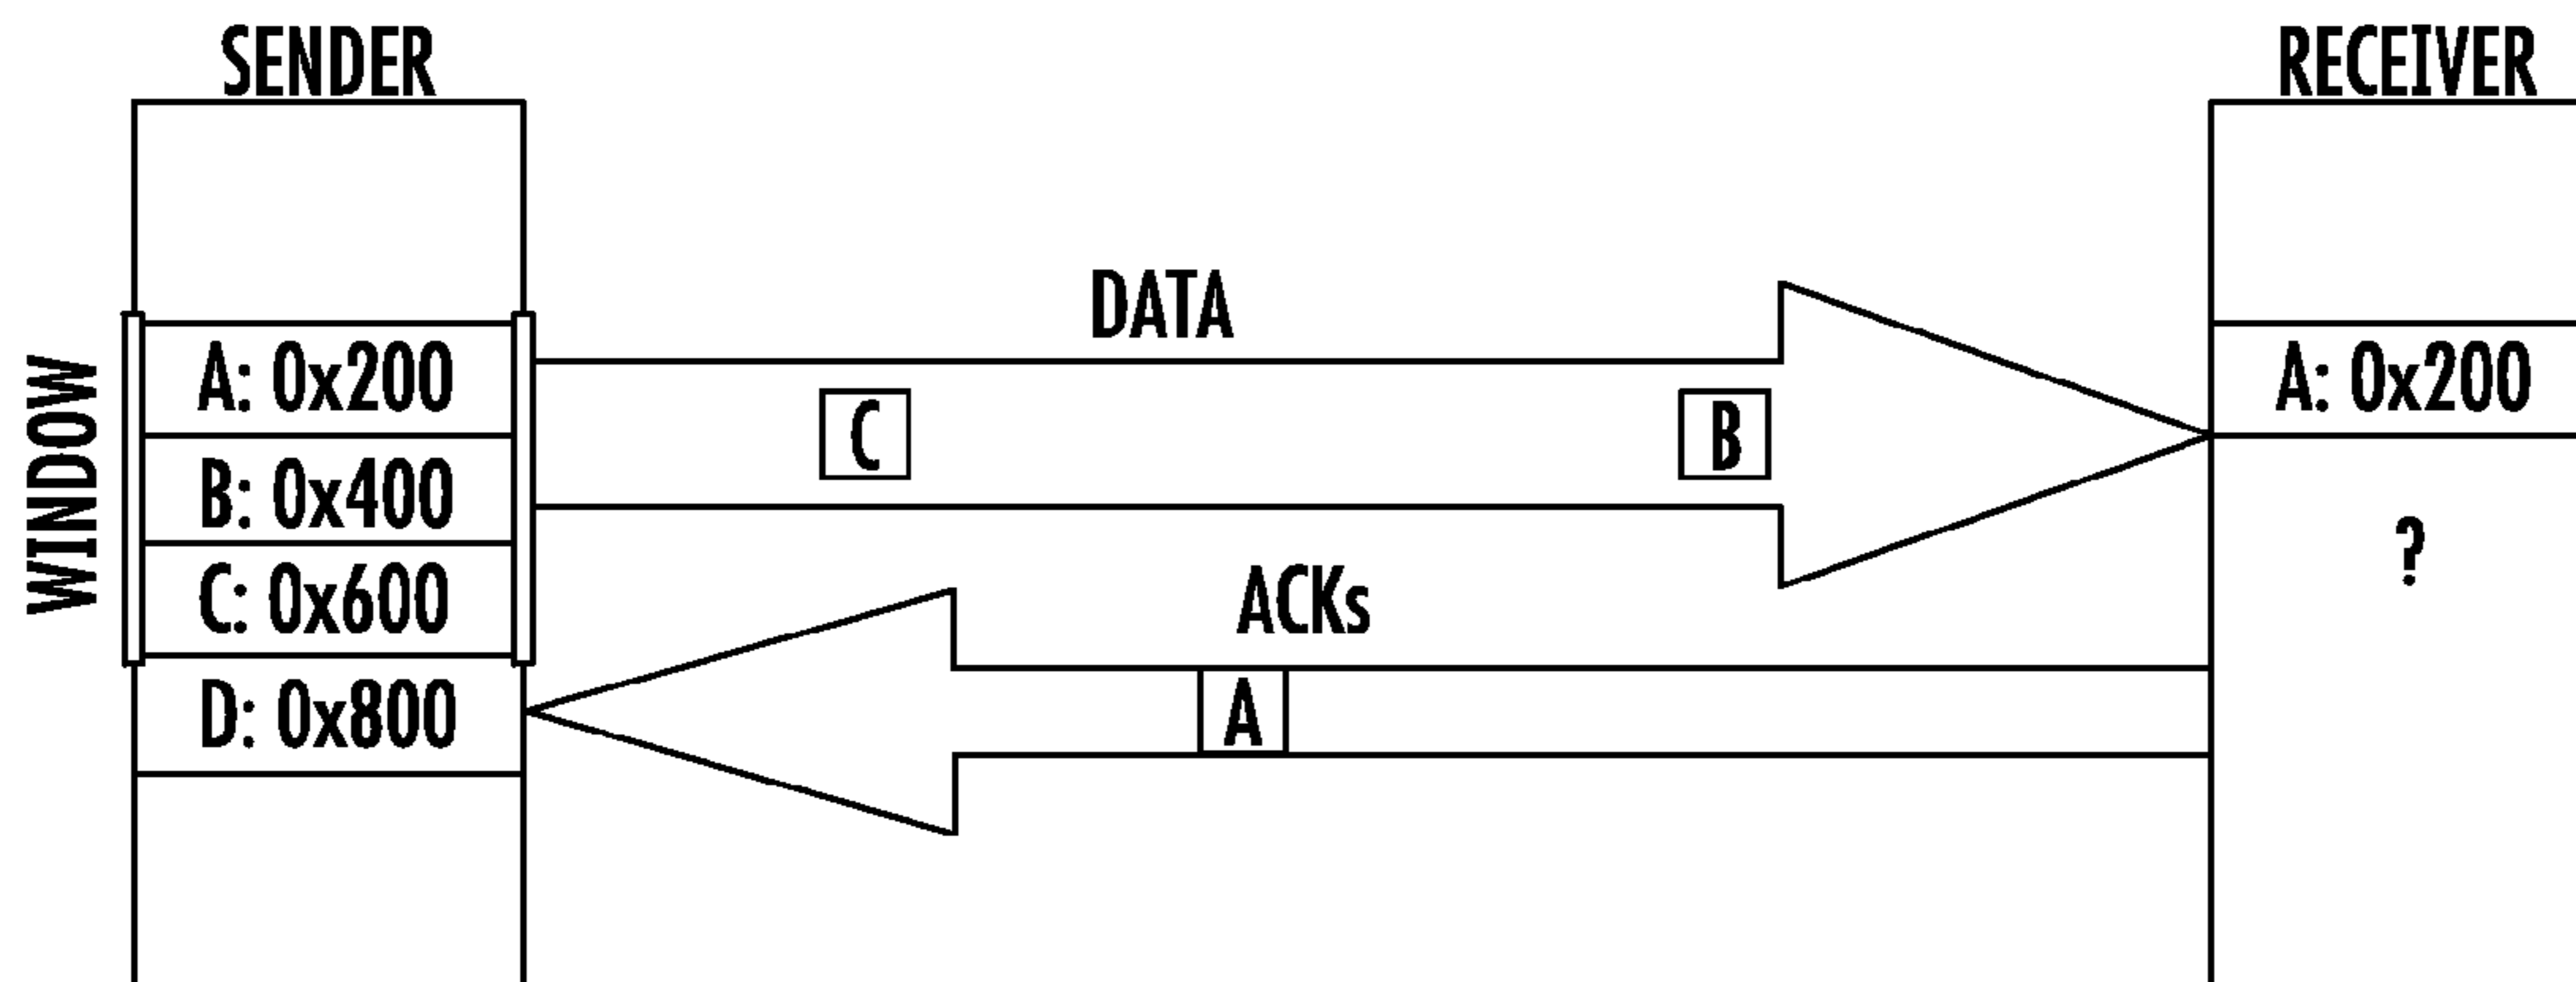 SENDER
RECEIVER
WINDOW
A: 0x200
B: 0x400
C: 0x600
D: 0x800
DATA
C
B
ACKs
A
A: 0x200
?